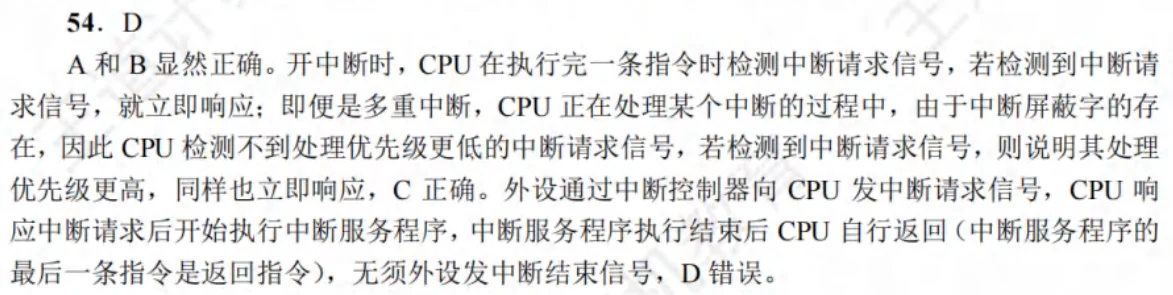 54. D
A 和 B 显然正确。开中断时，CPU 在执行完一条指令时检测中断请求信号，若检测到中断请
求信号，就立即响应；即便是多重中断，CPU 正在处理某个中断的过程中，由于中断屏蔽字的存
在，因此 CPU 检测不到处理优先级更低的中断请求信号，若检测到中断请求信号，则说明其处理
优先级更高，同样也立即响应，C 正确。外设通过中断控制器向 CPU 发中断请求信号，CPU 响
应中断请求后开始执行中断服务程序，中断服务程序执行结束后 CPU 自行返回（中断服务程序的
最后一条指令是返回指令），无须外设发中断结束信号，D 错误。